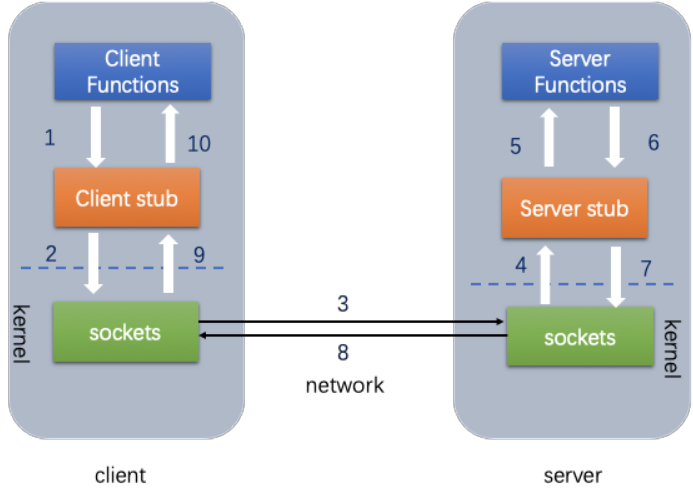 Client
Functions
1
10
Client stub
2
9
kernel
sockets
client
3
8
network
Server
Functions
5
6
Server stub
4
7
sockets
kernel
server